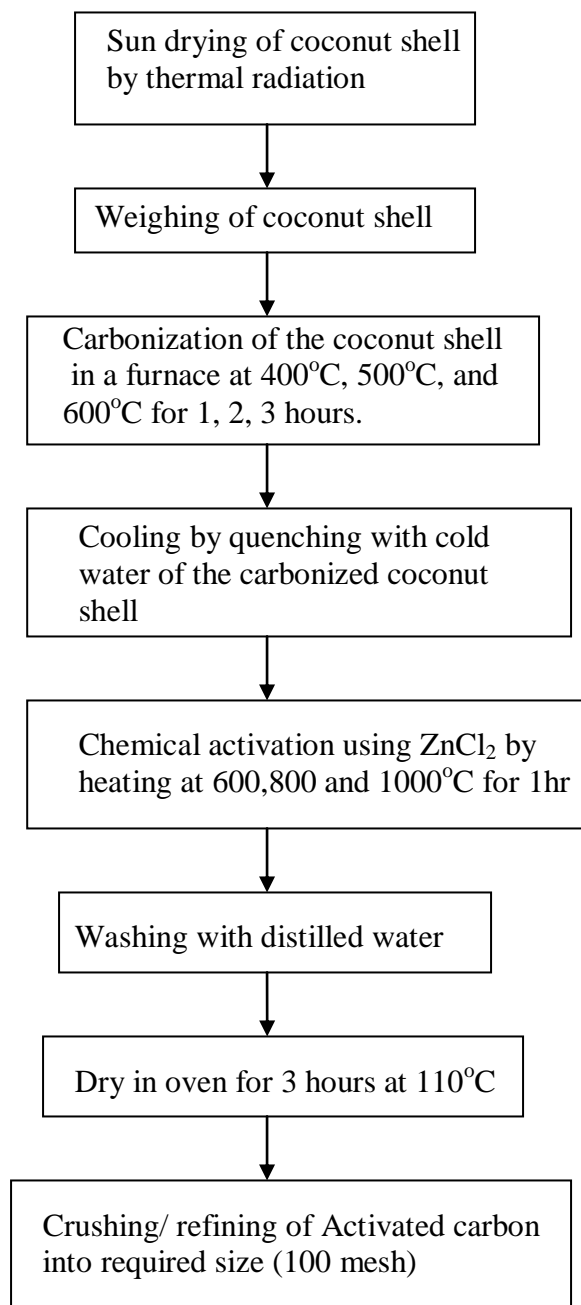 Sun drying of coconut shell
by thermal radiation
Weighing of coconut shell
Carbonization of the coconut shell
in a furnace at 400°C, 500°C, and
600°C for 1, 2, 3 hours.
Cooling by quenching with cold
water of the carbonized coconut
shell
Chemical activation using ZnCl₂ by
heating at 600,800 and 1000°C for 1hr
Washing with distilled water
Dry in oven for 3 hours at 110°C
Crushing/ refining of Activated carbon
into required size (100 mesh)